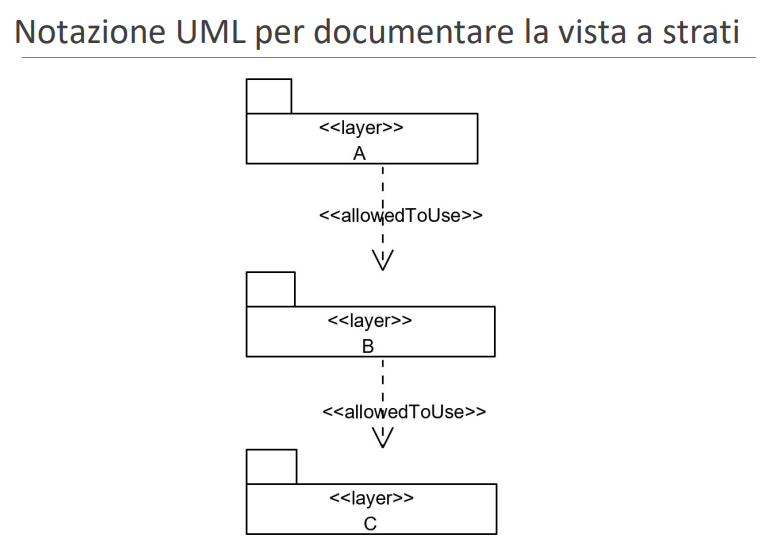 Notazione UML per documentare la vista a strati
<<layer>>
A
<<allowedToUse>>
<<layer>>
B
<<allowedToUse>>
<<layer>>
C